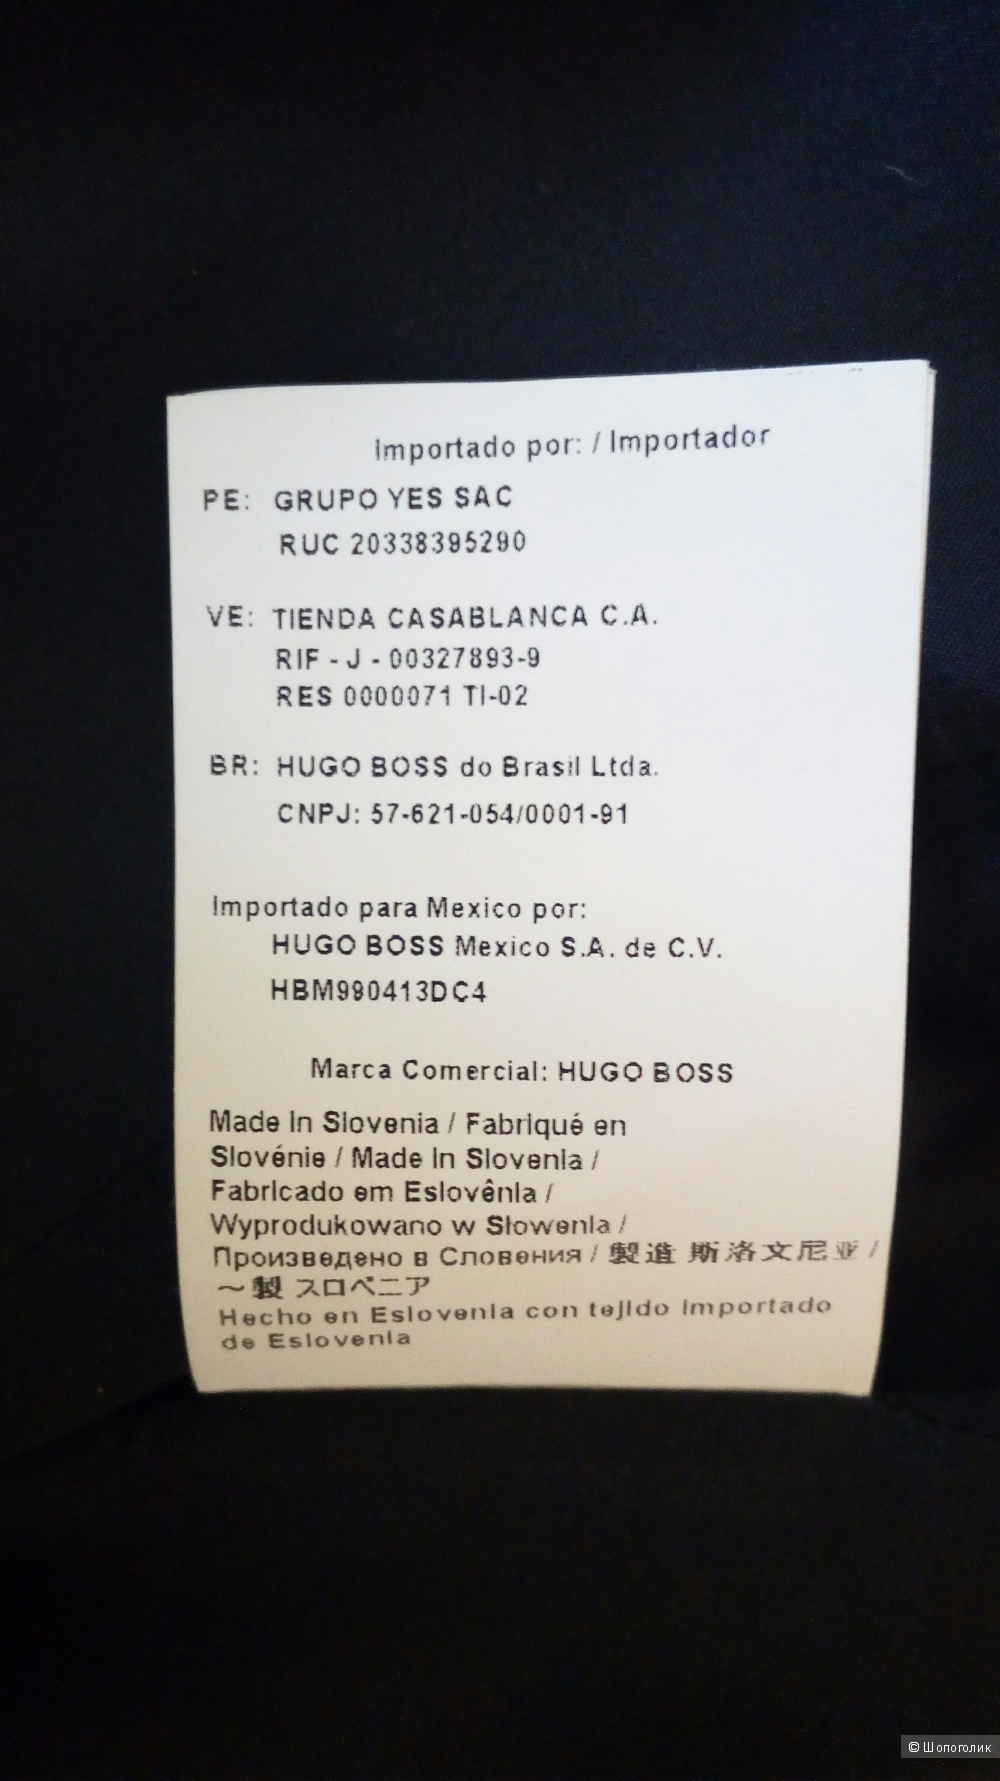 Importado por: / Importador
PE: GRUPO YES SAC
RUC 20338395290
VE: TIENDA CASABLANCA C.A.
RIF - J - 00327893-9
RES 0000071 TI-02
BR: HUGO BOSS do Brasil Ltda.
CNPJ: 57-621-054/0001-91
Importado para Mexico por:
HUGO BOSS Mexico S.A. de C.V.
HBM990413DC4
Marca Comercial: HUGO BOSS
Made in Slovenia / Fabriqué en
Slovénie / Made in Slovenia /
Fabricado em Eslovênia /
Wyprodukowano w Słowenia /
Произведено в Словения / 製造 斯洛文尼亚 /
～製 スロベニア
Hecho en Eslovenia con tejido importado
de Eslovenia
© Шопоголик